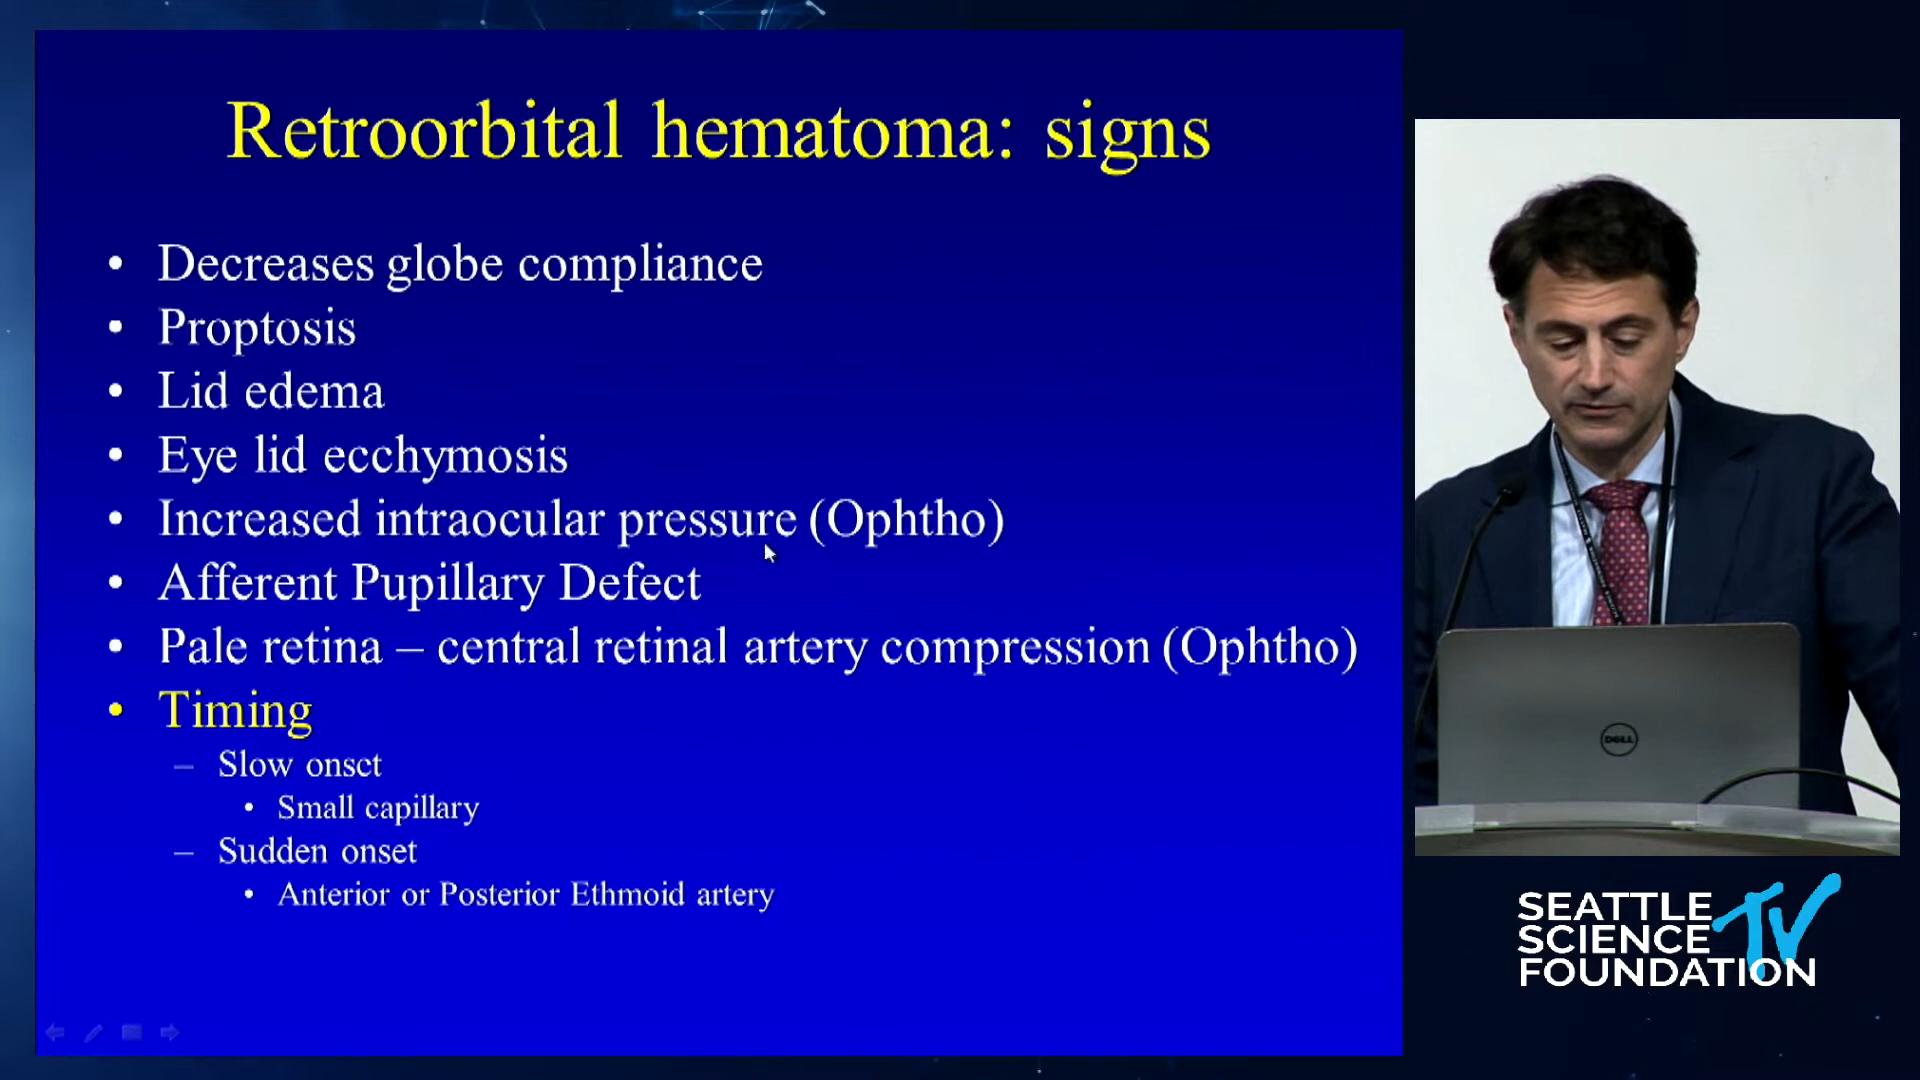 Retroorbital hematoma: signs
• Decreases globe compliance
• Proptosis
• Lid edema
• Eye lid ecchymosis
• Increased intraocular pressure (Ophtho)
• Afferent Pupillary Defect
• Pale retina – central retinal artery compression (Ophtho)
• Timing
– Slow onset
• Small capillary
– Sudden onset
• Anterior or Posterior Ethmoid artery
DELL
SEATTLE
SCIENCE
FOUNDATION
TV